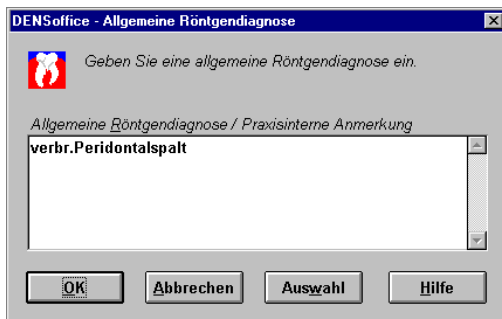 DENSoffice - Allgemeine Röntgendiagnose
Geben Sie eine allgemeine Röntgendiagnose ein.
Allgemeine Röntgendiagnose / Praxisinterne Anmerkung
verbr.Peridontalspalt
OK Abbrechen Auswahl Hilfe